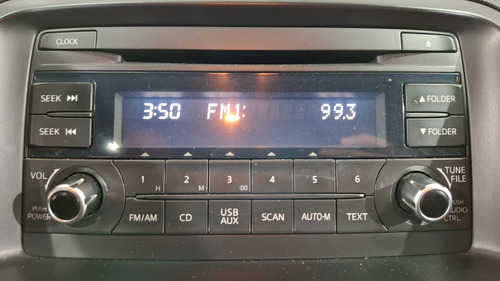 CLOCK
SEEK
3:50 FM1: 99.3
FOLDER
SEEK
FOLDER
VOL
1 2 3 4 5 6
TUNE
FILE
H M :00
PUSH
POWER
FM/AM CD USB AUX SCAN AUTO-M TEXT
PUSH
AUDIO
CTRL